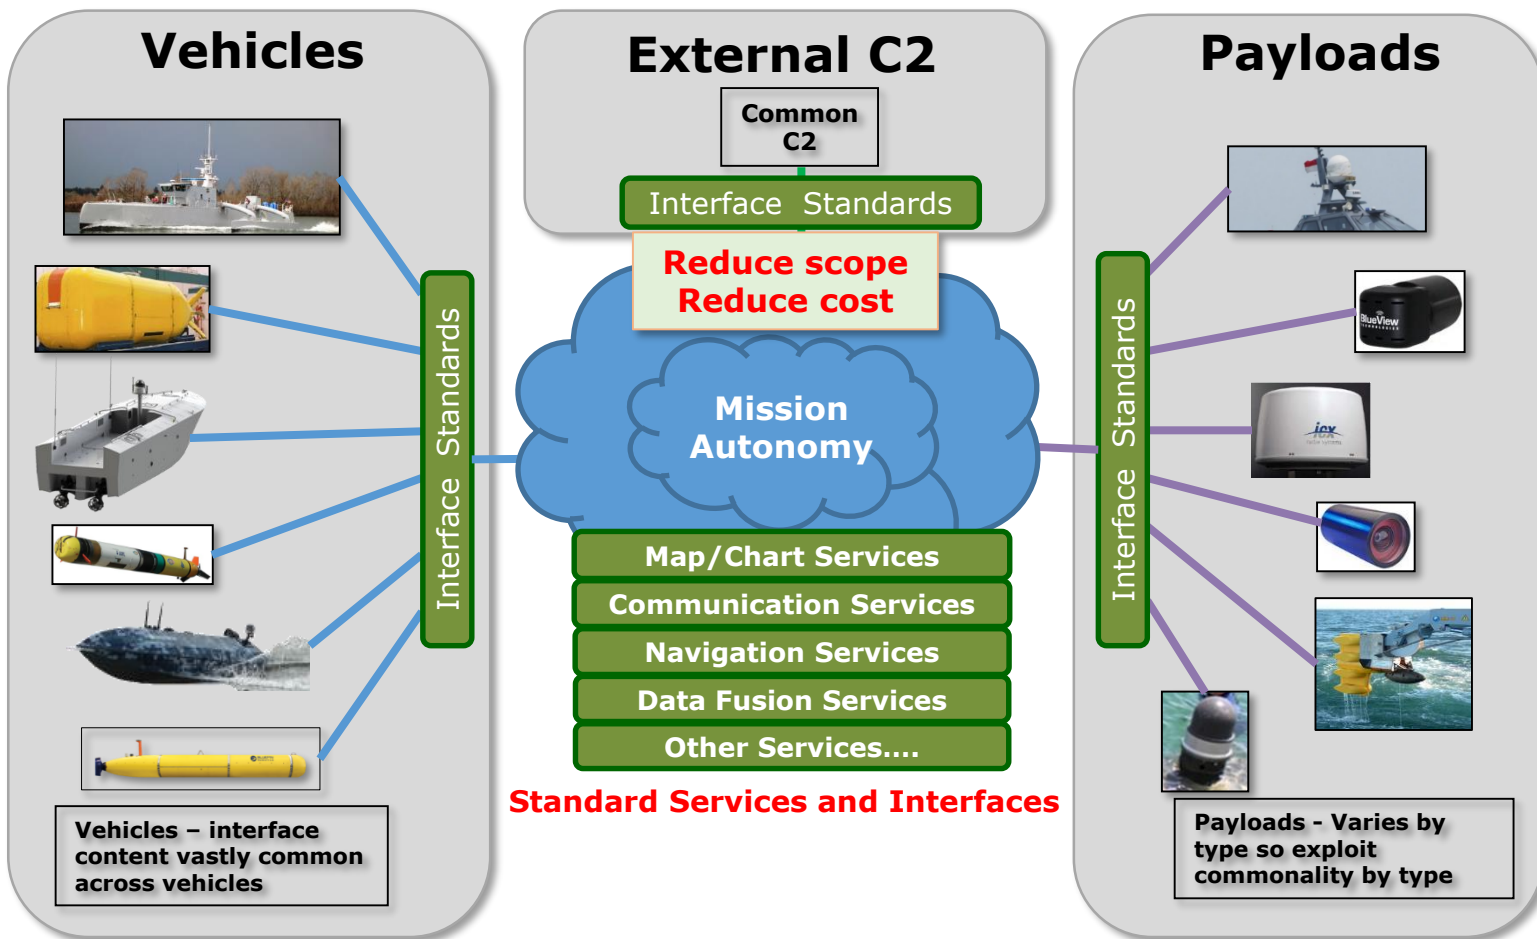 Vehicles
External C2
Payloads
Common
C2
Interface Standards
Reduce scope
Reduce cost
Interface Standards
Mission
Autonomy
Interface Standards
BlueView
TECHNOLOGIES
icx
Map/Chart Services
Communication Services
Navigation Services
Data Fusion Services
Other Services....
Standard Services and Interfaces
Vehicles – interface
content vastly common
across vehicles
Payloads - Varies by
type so exploit
commonality by type